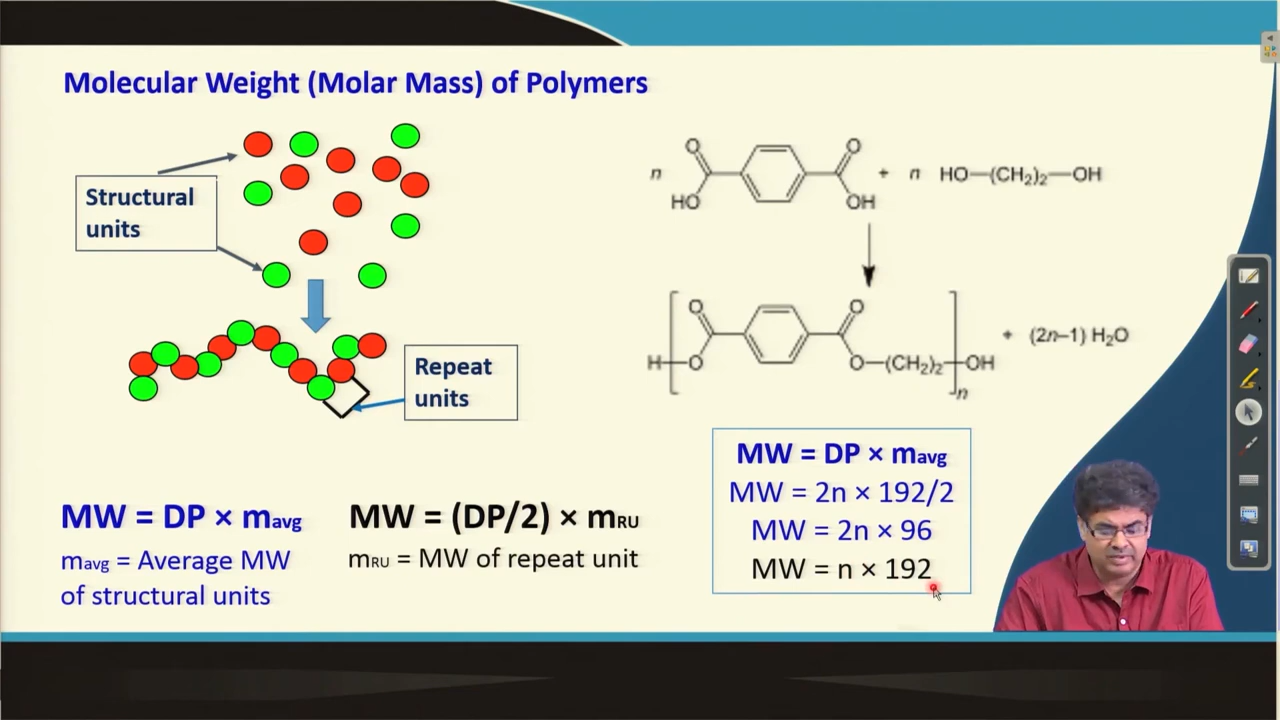 Molecular Weight (Molar Mass) of Polymers
Structural
units
Repeat
units
MW = DP × mavg
mavg = Average MW
of structural units
MW = (DP/2) × mRU
mRU = MW of repeat unit
n
O
HO
O
OH
+ n HO—(CH2)2—OH
H
O
O
O
O—(CH2)2
OH
n
+ (2n–1) H2O
MW = DP × mavg
MW = 2n × 192/2
MW = 2n × 96
MW = n × 192